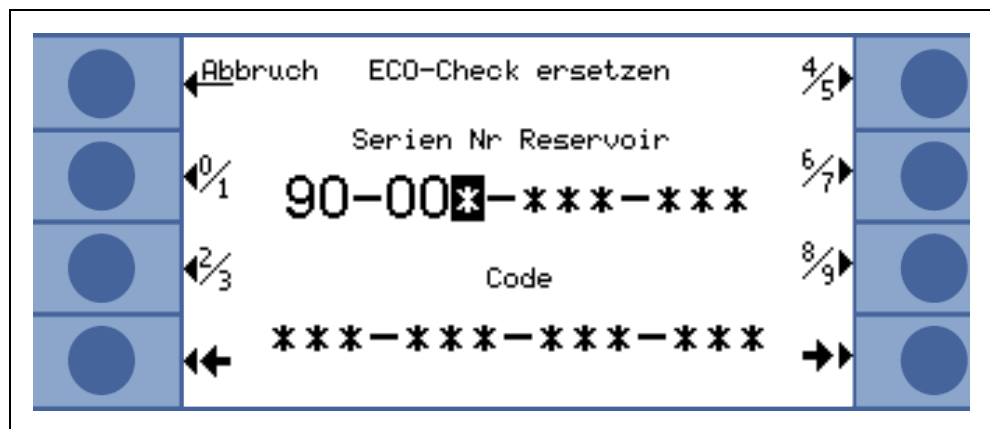 Abbruch ECO-Check ersetzen 4/5
Serien Nr Reservoir
0/1 6/7
90-00*-***-***
2/3 8/9
Code
***-***-***-***